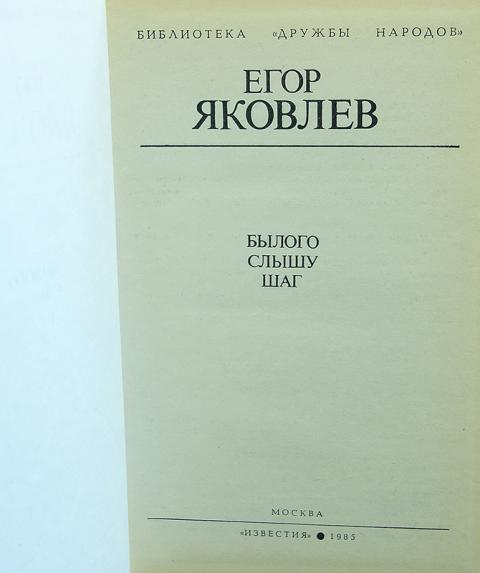 БИБЛИОТЕКА «ДРУЖБЫ НАРОДОВ»
ЕГОР
ЯКОВЛЕВ
БЫЛОГО
СЛЫШУ
ШАГ
МОСКВА
«ИЗВЕСТИЯ» ● 1985